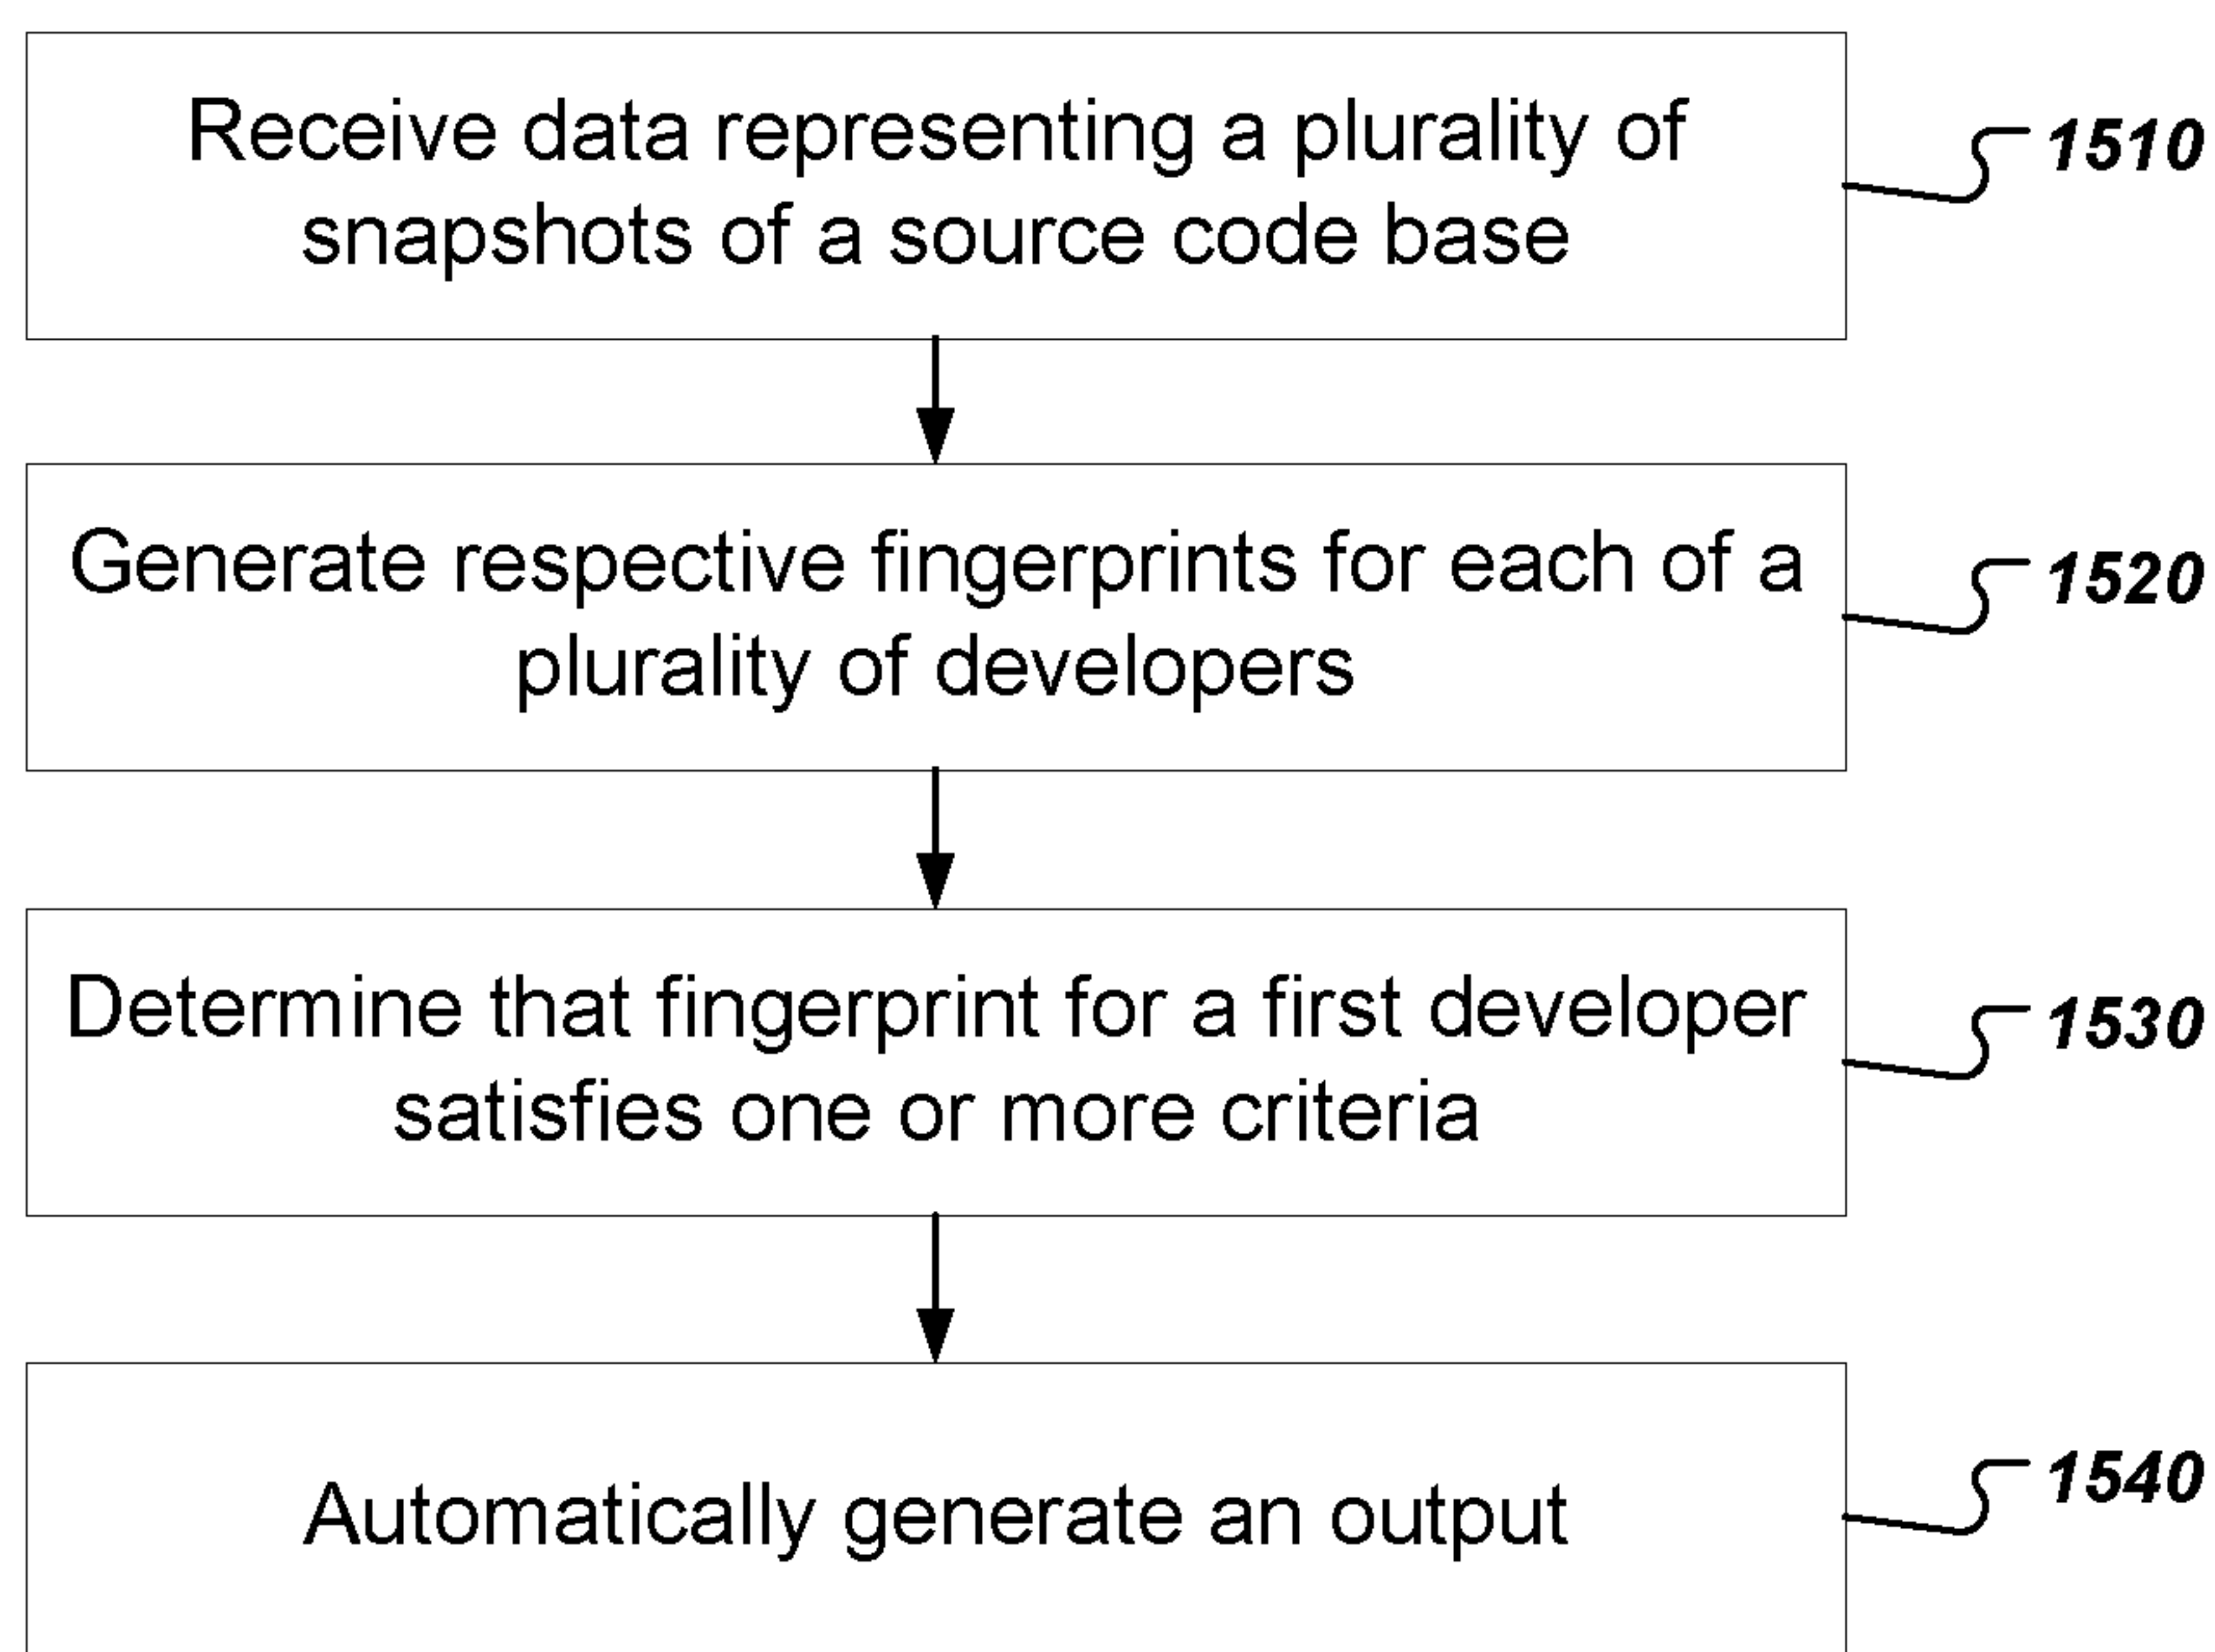 Receive data representing a plurality of
snapshots of a source code base
1510
Generate respective fingerprints for each of a
plurality of developers
1520
Determine that fingerprint for a first developer
satisfies one or more criteria
1530
Automatically generate an output
1540